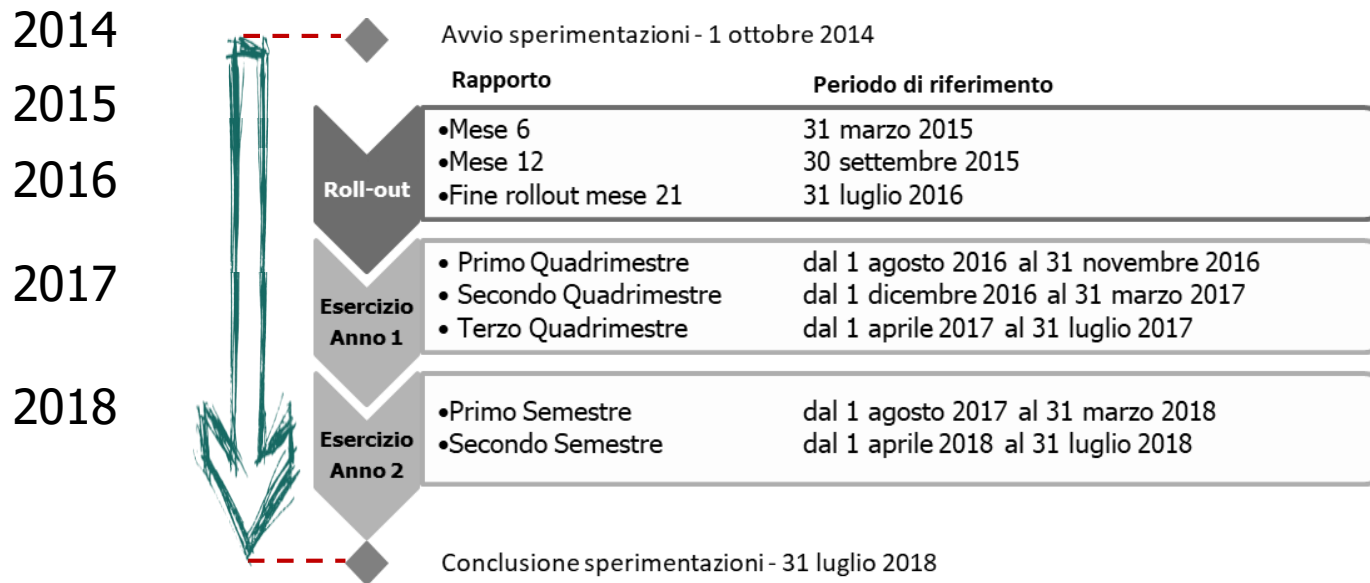 2014
Avvio sperimentazioni - 1 ottobre 2014
Rapporto Periodo di riferimento
2015
•Mese 6 31 marzo 2015
•Mese 12 30 settembre 2015
2016
Roll-out
•Fine rollout mese 21 31 luglio 2016
2017
Esercizio
Anno 1
• Primo Quadrimestre dal 1 agosto 2016 al 31 novembre 2016
• Secondo Quadrimestre dal 1 dicembre 2016 al 31 marzo 2017
• Terzo Quadrimestre dal 1 aprile 2017 al 31 luglio 2017
2018
Esercizio
Anno 2
•Primo Semestre dal 1 agosto 2017 al 31 marzo 2018
•Secondo Semestre dal 1 aprile 2018 al 31 luglio 2018
Conclusione sperimentazioni - 31 luglio 2018